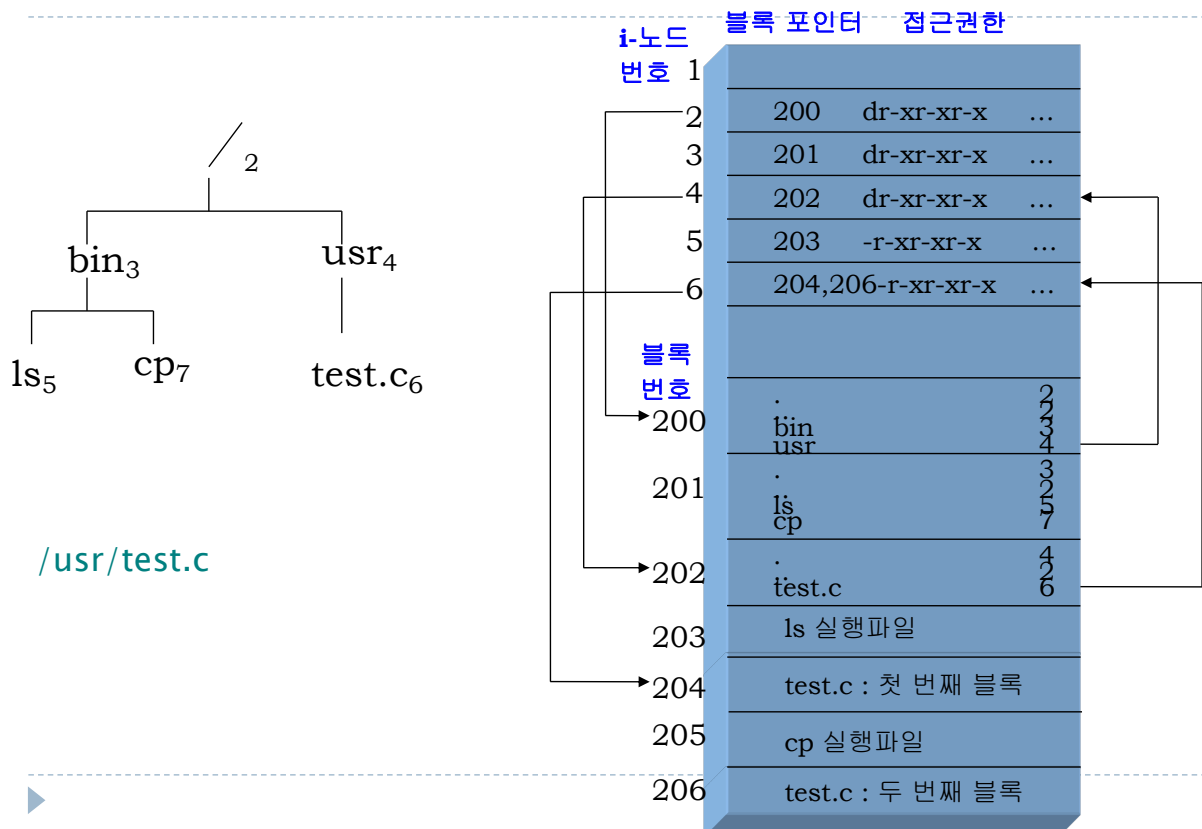 / 2
bin3 usr4
ls5 cp7 test.c6
/usr/test.c
i-노드 번호
블록 포인터 접근권한
1
2 200 dr-xr-xr-x ...
3 201 dr-xr-xr-x ...
4 202 dr-xr-xr-x ...
5 203 -r-xr-xr-x ...
6 204,206-r-xr-xr-x ...
블록 번호
200
. 2
.. 2
bin 3
usr 4
201
. 3
.. 2
ls 5
cp 7
202
. 4
.. 2
test.c 6
203 ls 실행파일
204 test.c : 첫 번째 블록
205 cp 실행파일
206 test.c : 두 번째 블록